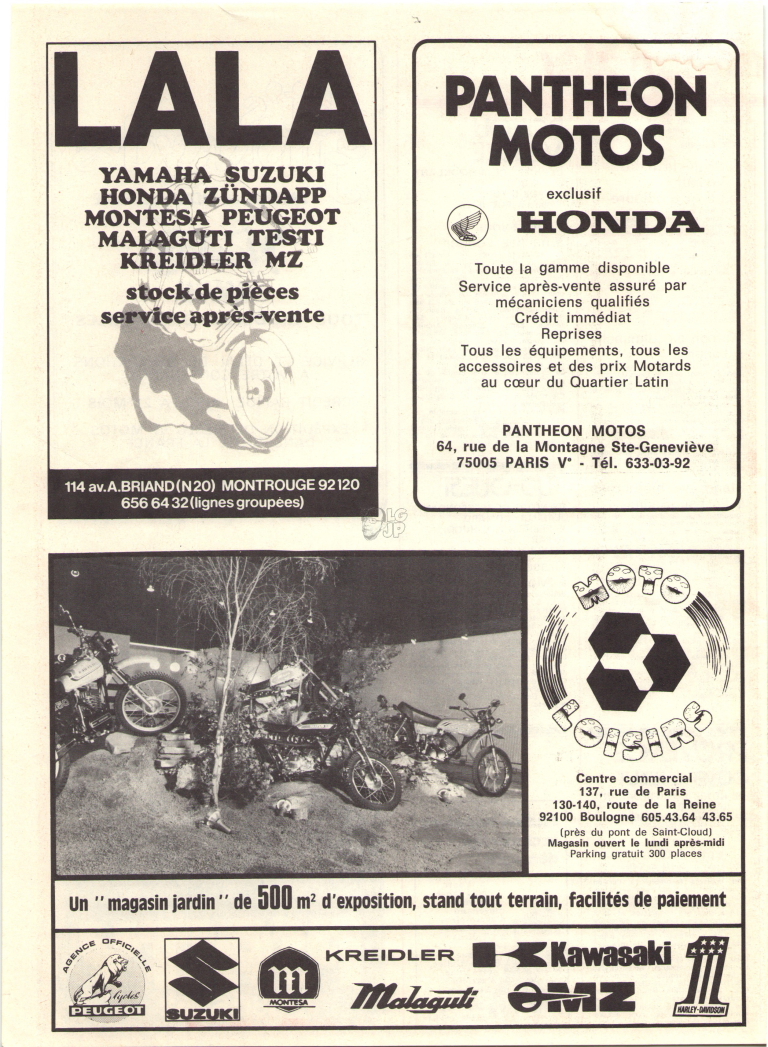 LALA
YAMAHA SUZUKI
HONDA ZÜNDAPP
MONTESA PEUGEOT
MALAGUTI TESTI
KREIDLER MZ
stock de pièces
service après-vente
114 av.A.BRIAND (N 20) MONTROUGE 92120
656 64 32 (lignes groupées)
PANTHEON
MOTOS
exclusif
HONDA
Toute la gamme disponible
Service après-vente assuré par
mécaniciens qualifiés
Crédit immédiat
Reprises
Tous les équipements, tous les
accessoires et des prix Motards
au cœur du Quartier Latin
PANTHEON MOTOS
64, rue de la Montagne Ste-Geneviève
75005 PARIS V° - Tél. 633-03-92
LG
JP
MOTO
LOISIRS
Centre commercial
137, rue de Paris
130-140, route de la Reine
92100 Boulogne 605.43.64 43.65
(près du pont de Saint-Cloud)
Magasin ouvert le lundi après-midi
Parking gratuit 300 places
Un "magasin jardin" de 500 m² d'exposition, stand tout terrain, facilités de paiement
AGENCE OFFICIELLE
Cycles
PEUGEOT
SUZUKI
m
MONTESA
KREIDLER
Malaguti
K Kawasaki
MZ
1
HARLEY-DAVIDSON